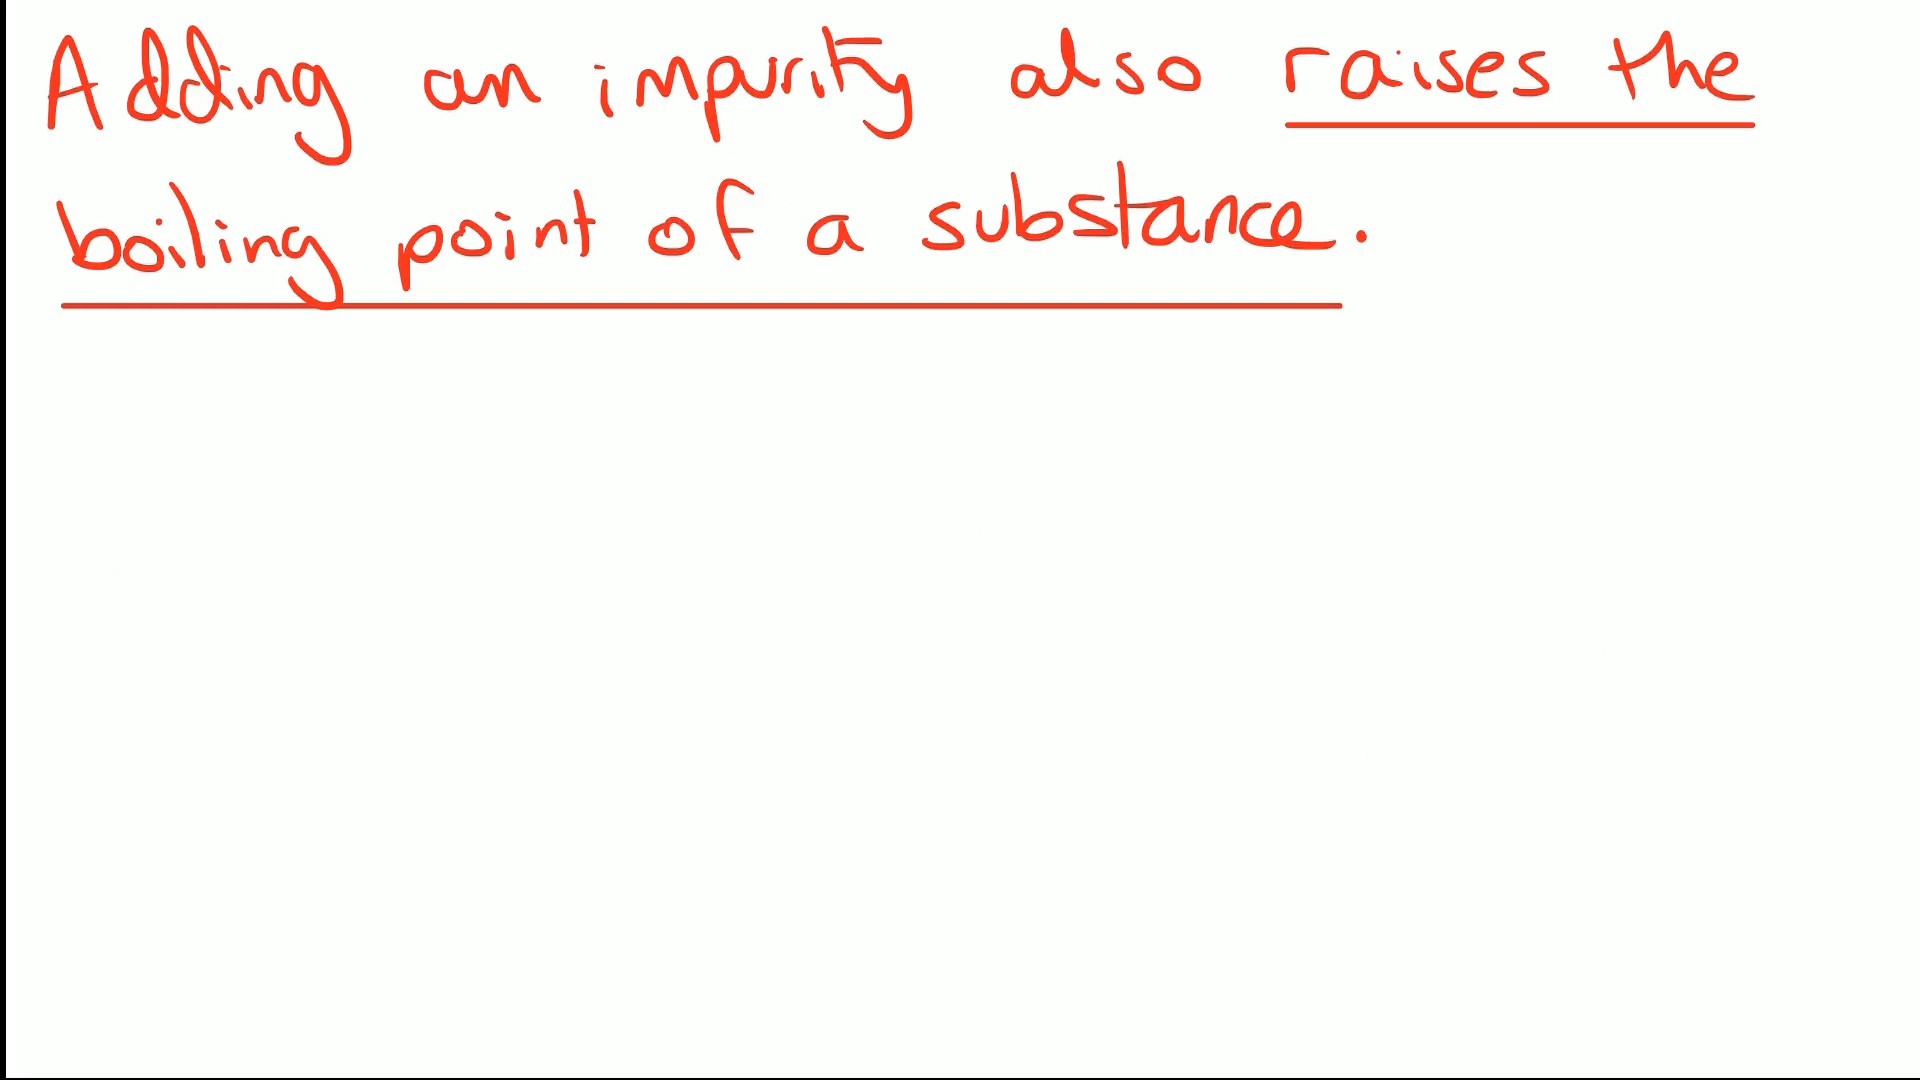 Adding an impurity also raises the
boiling point of a substance.